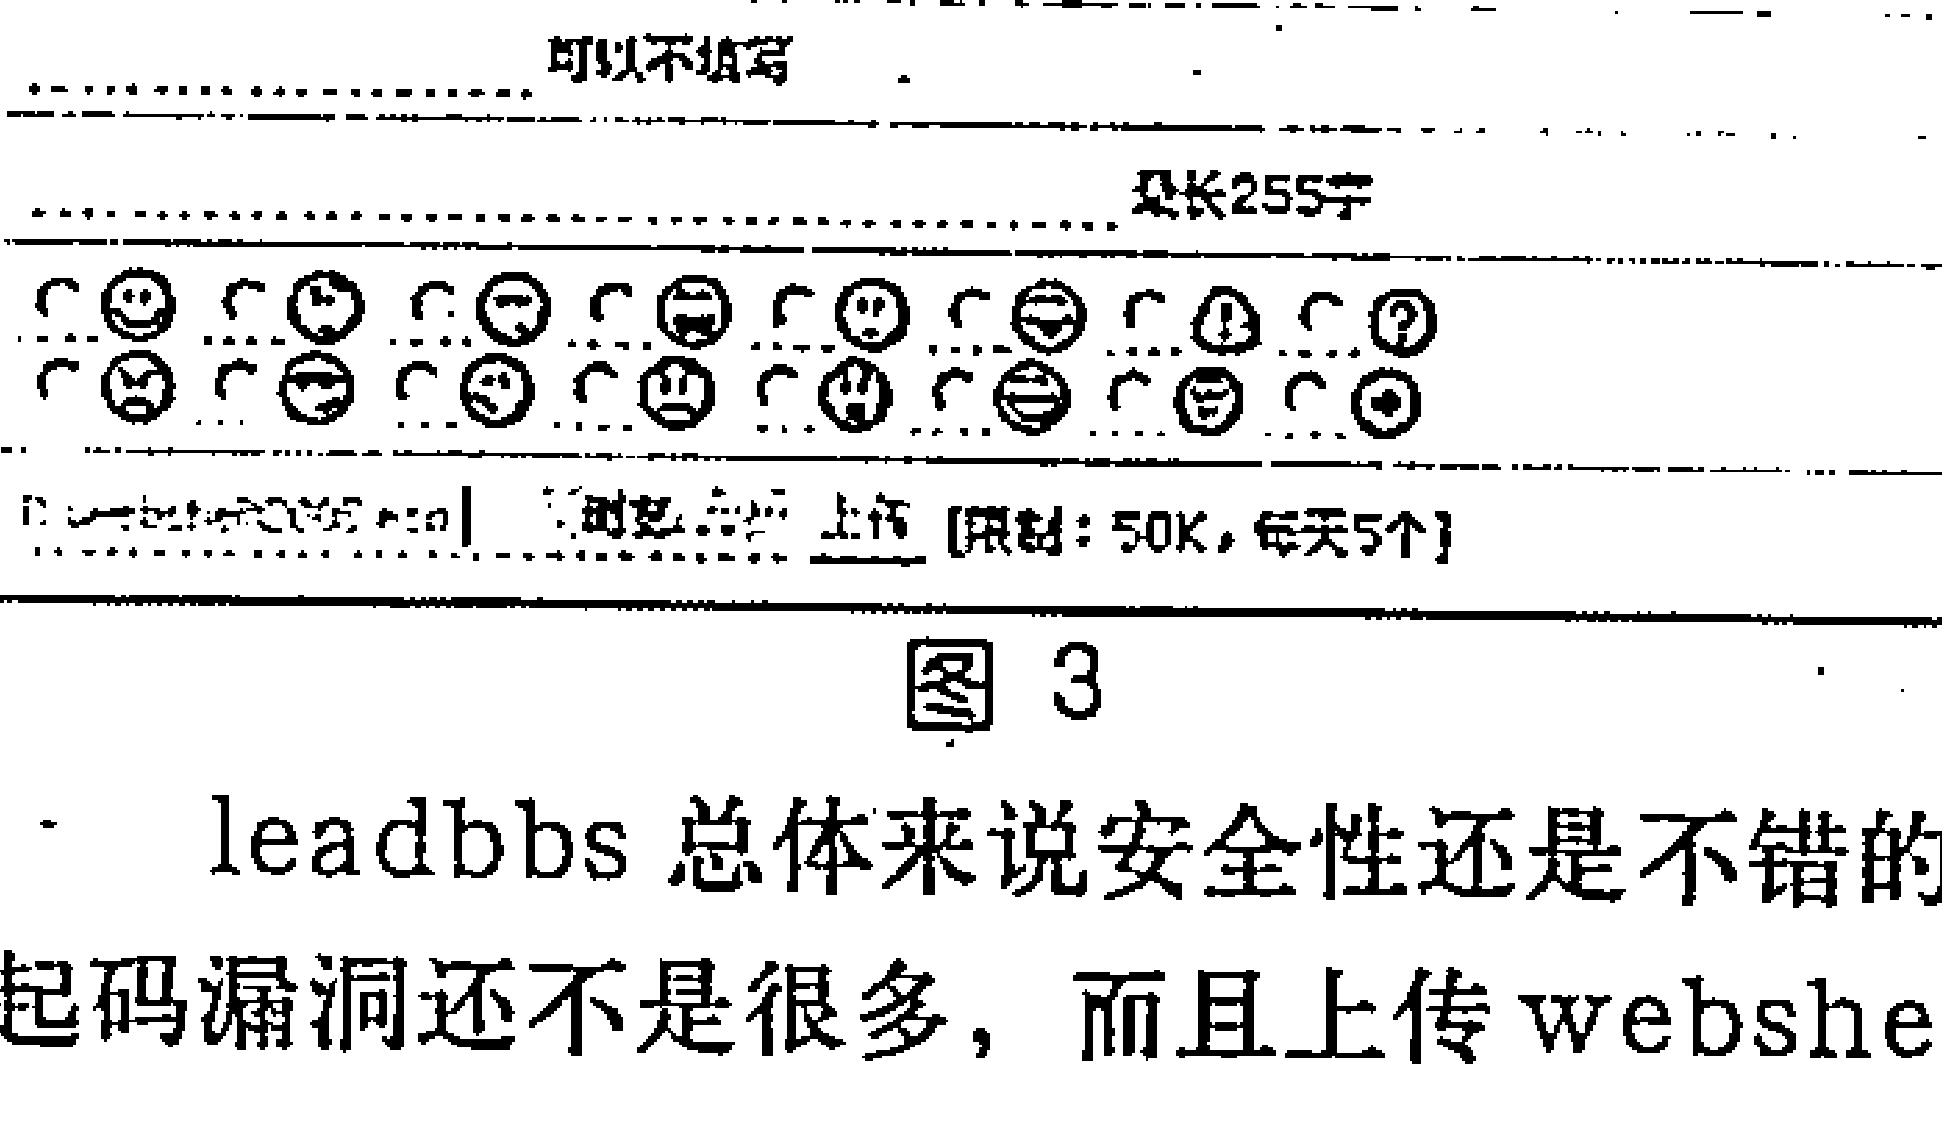 可以不填写
最长255字
上传 [限制：50K，每天5个]
图 3
leadbbs 总体来说安全性还是不错的
起码漏洞还不是很多，而且上传 webshe